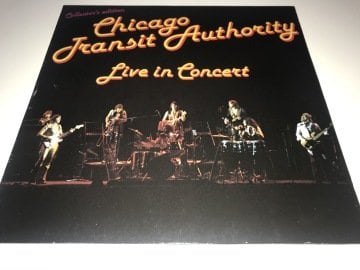 Collector's edition
Chicago
Transit Authority
Live in Concert